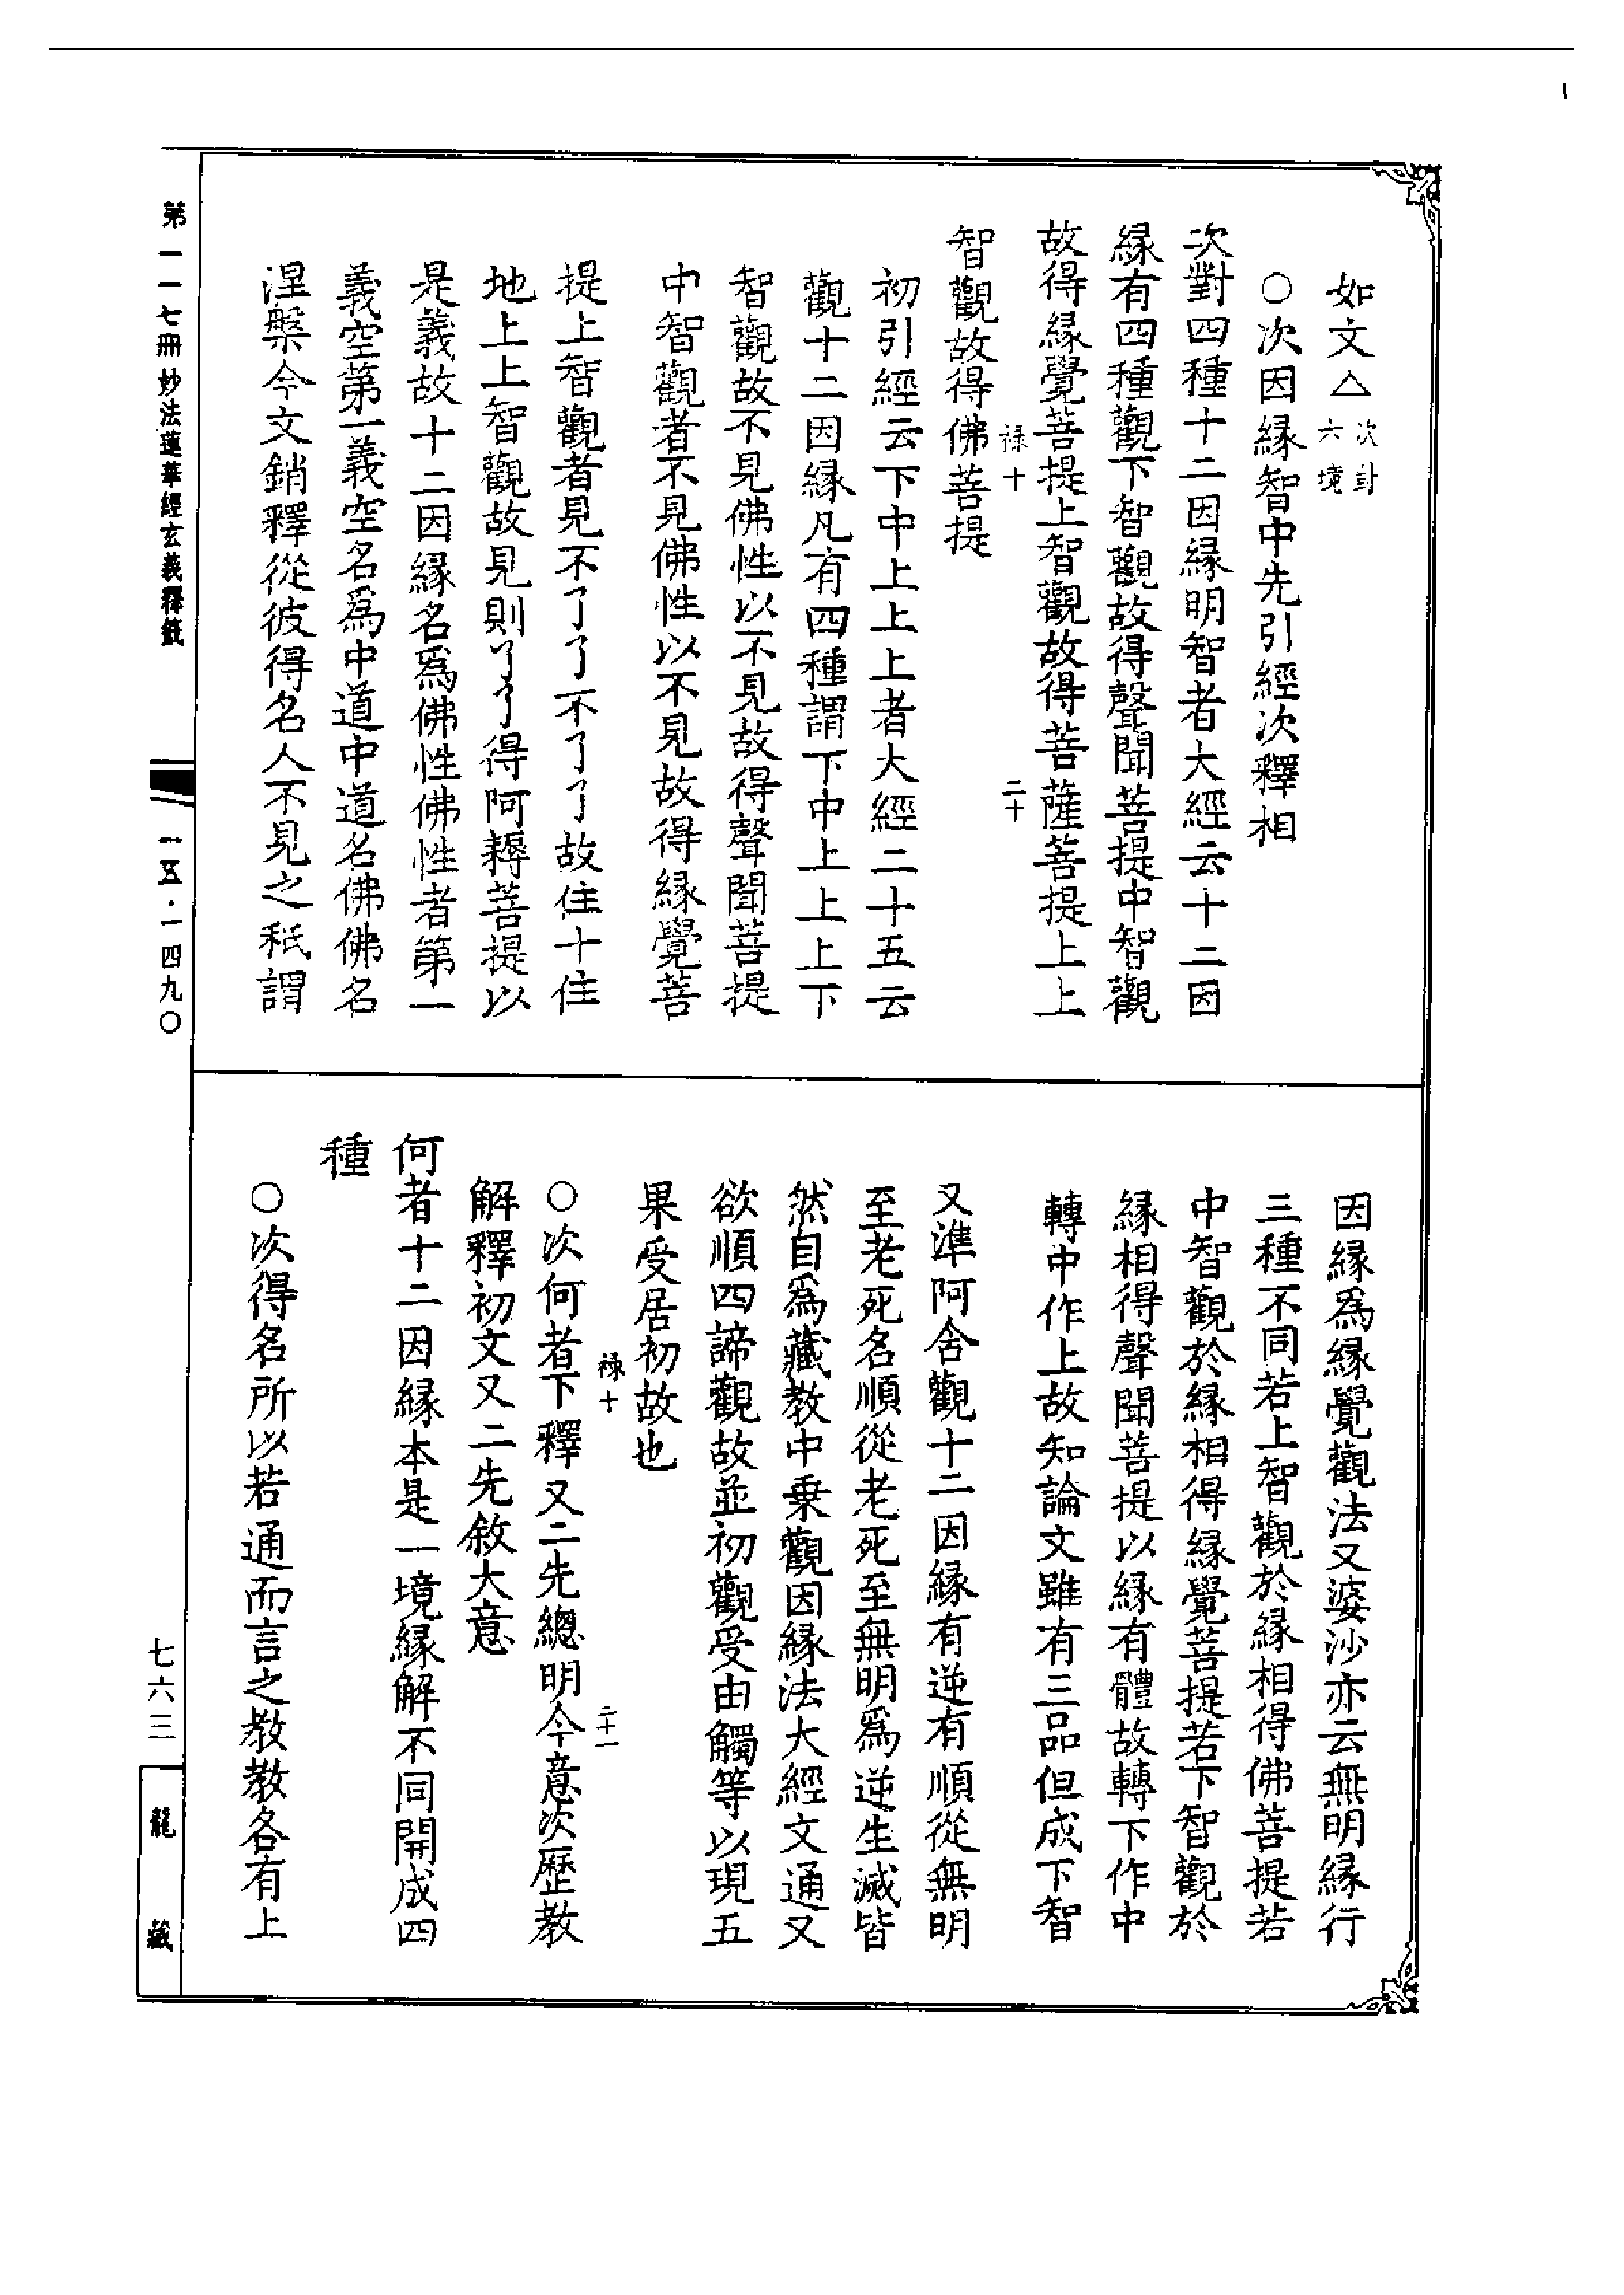 如文△次對六境
○次因緣智中先引經次釋相
次對四種十二因緣明智者大經云十二因
緣有四種觀下智觀故得聲聞菩提中智觀
故得緣覺菩提上智觀故得菩薩菩提上上
祿十 二十
智觀故得佛菩提
初引經云下中上上上者大經二十五云
觀十二因緣凡有四種謂下中上上上下
智觀故不見佛性以不見故得聲聞菩提
中智觀者不見佛性以不見故得緣覺菩
提上智觀者見不了了不了了故住十住
地上上智觀故見則了了得阿耨菩提以
是義故十二因緣名爲佛性佛性者第一
義空第一義空名爲中道中道名佛佛名
涅槃今文銷釋從彼得名人不見之秖謂
因緣爲緣覺觀法又婆沙亦云無明緣行
三種不同若上智觀於緣相得佛菩提若
中智觀於緣相得緣覺菩提若下智觀於
緣相得聲聞菩提以緣有體故轉下作中
轉中作上故知論文雖有三品但成下智
又準阿含觀十二因緣有逆有順從無明
至老死名順從老死至無明爲逆生滅皆
然自爲藏教中乗觀因緣法大經文通又
欲順四諦觀故並初觀受由觸等以現五
果受居初故也
祿十 二十一
○次何者下釋又二先總明今意次歷教
解釋初文又二先敘大意
何者十二因緣本是一境緣解不同開成四
種
○次得名所以若通而言之教教各有上
第一一七冊 妙法蓮華經玄義釋籤 一五·一四九〇
七六三
龍藏